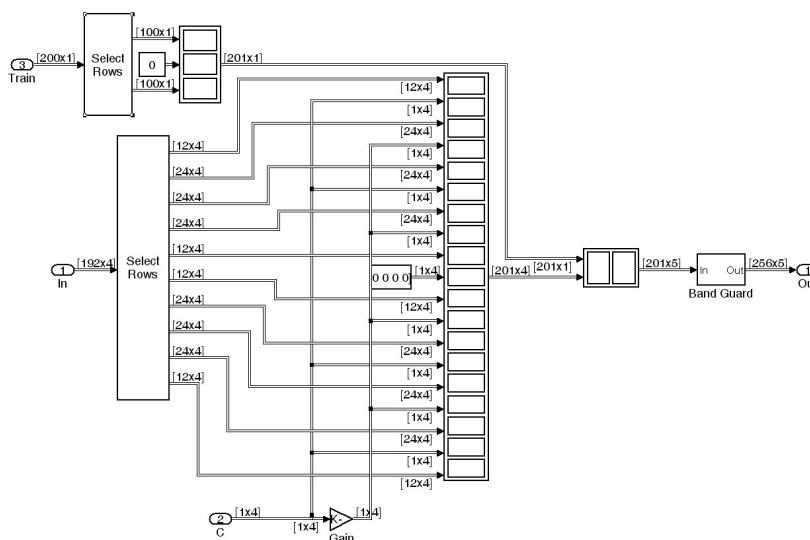 [100x1]
[200x1]
Select
Rows
[201x1]
3
0
Train
[100x1]
[12x4]
[1x4]
[12x4]
[24x4]
[24x4]
[1x4]
[24x4]
[24x4]
[24x4]
[1x4]
[24x4]
[12x4]
[1x4]
Select
Rows
[192x4]
1
In
[12x4]
0 0 0 0
[1x4]
[201x4]
[201x1]
[201x5]
In
Out
[256x5]
1
Ou
Band Guard
[24x4]
[12x4]
[1x4]
[24x4]
[24x4]
[1x4]
[24x4]
[24x4]
[1x4]
[12x4]
[24x4]
[1x4]
[12x4]
[1x4]
2
C
[1x4]
K-
[1x4]
Gain